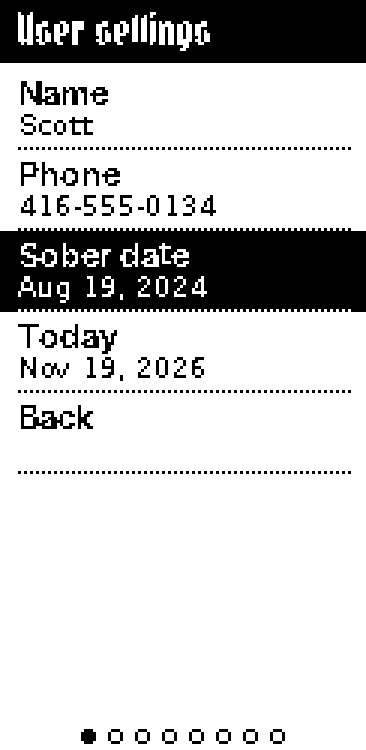 User settings
Name
Scott
Phone
416-555-0134
Sober date
Aug 19, 2024
Today
Nov 19, 2026
Back